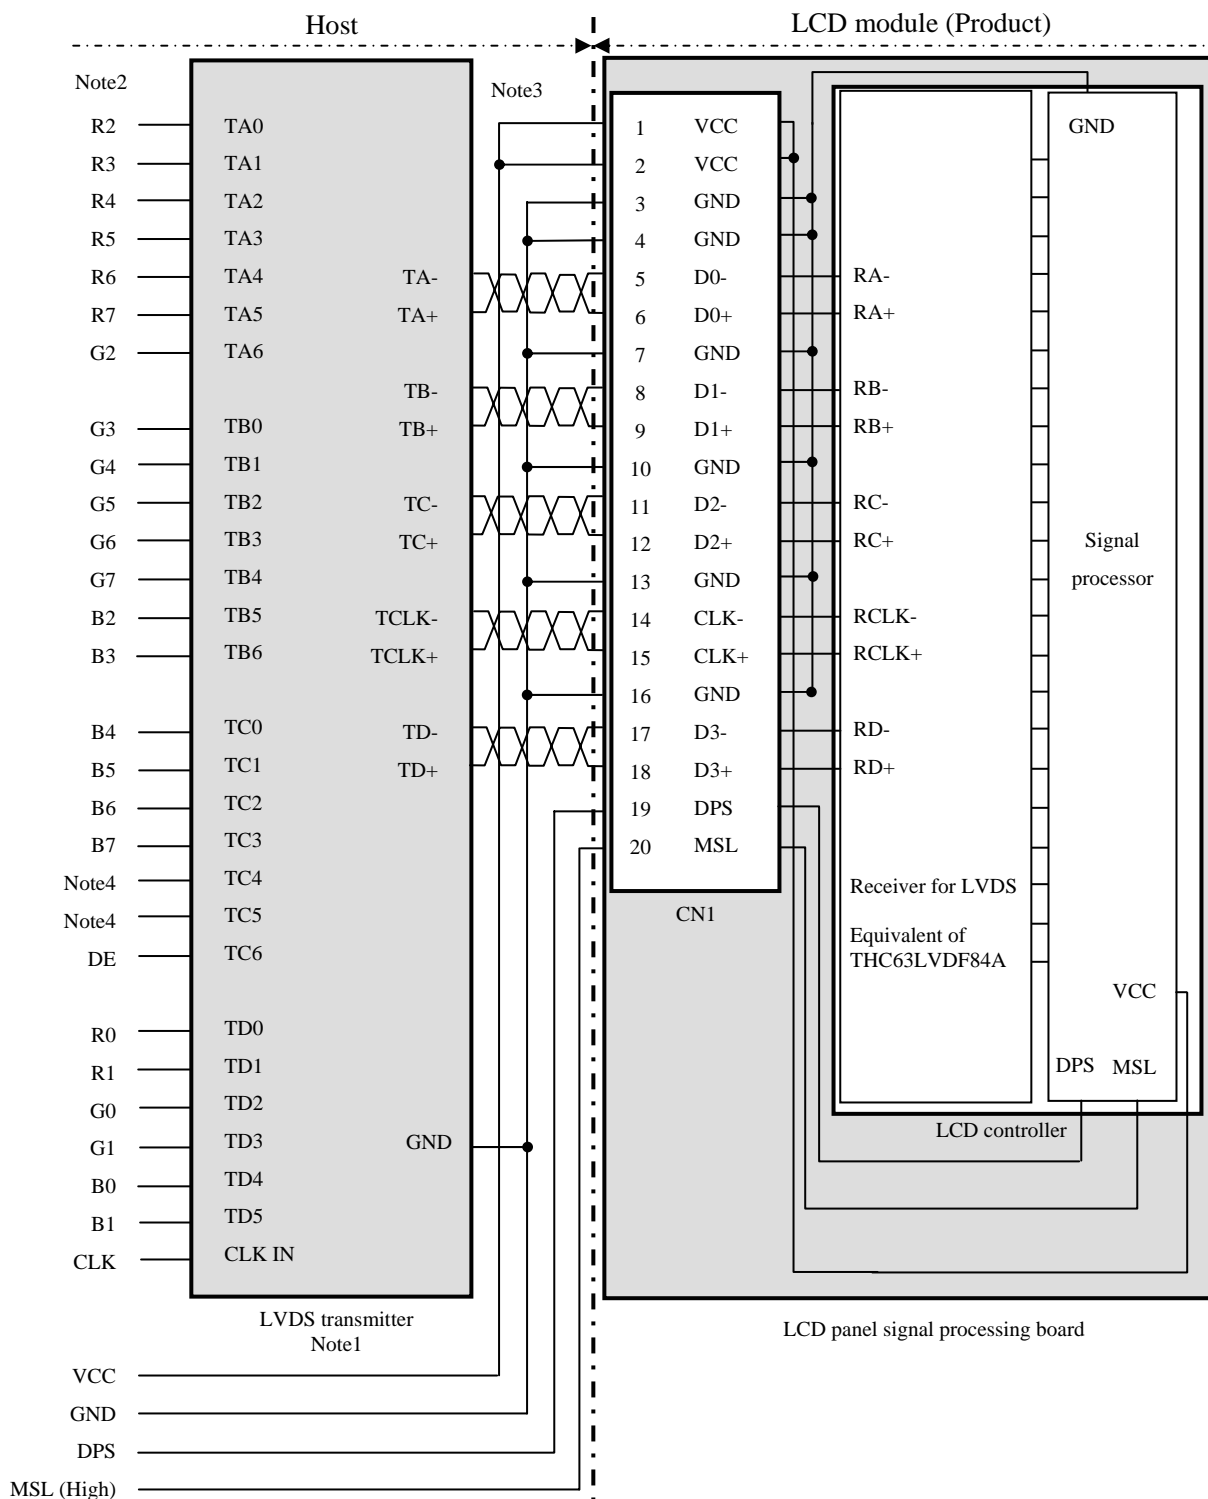 Host
LCD module (Product)
Note2
Note3
R2 TA0
R3 TA1
R4 TA2
R5 TA3
R6 TA4 TA-
R7 TA5 TA+
G2 TA6
TB-
G3 TB0 TB+
G4 TB1
G5 TB2 TC-
G6 TB3 TC+
G7 TB4
B2 TB5 TCLK-
B3 TB6 TCLK+
B4 TC0 TD-
B5 TC1 TD+
B6 TC2
B7 TC3
Note4 TC4
Note4 TC5
DE TC6
R0 TD0
R1 TD1
G0 TD2
G1 TD3 GND
B0 TD4
B1 TD5
CLK CLK IN
LVDS transmitter
Note1
VCC
GND
DPS
MSL (High)
1 VCC
2 VCC
3 GND
4 GND
5 D0- RA-
6 D0+ RA+
7 GND
8 D1- RB-
9 D1+ RB+
10 GND
11 D2- RC-
12 D2+ RC+
13 GND
14 CLK- RCLK-
15 CLK+ RCLK+
16 GND
17 D3- RD-
18 D3+ RD+
19 DPS
20 MSL
CN1
Receiver for LVDS
Equivalent of
THC63LVDF84A
GND
Signal
processor
VCC
DPS MSL
LCD controller
LCD panel signal processing board